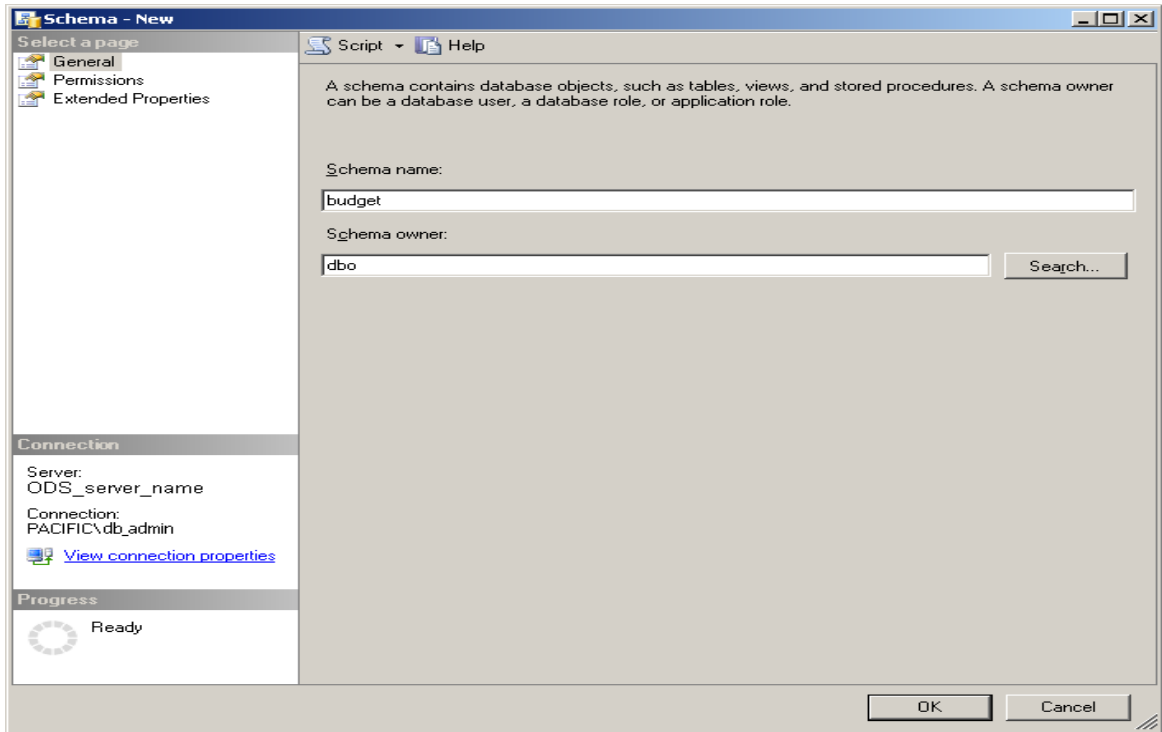 Schema - New
Select a page
General
Permissions
Extended Properties
Script
Help
A schema contains database objects, such as tables, views, and stored procedures. A schema owner
can be a database user, a database role, or application role.
Schema name:
budget
Schema owner:
dbo
Search...
Connection
Server:
ODS_server_name
Connection:
PACIFIC\db_admin
View connection properties
Progress
Ready
OK
Cancel